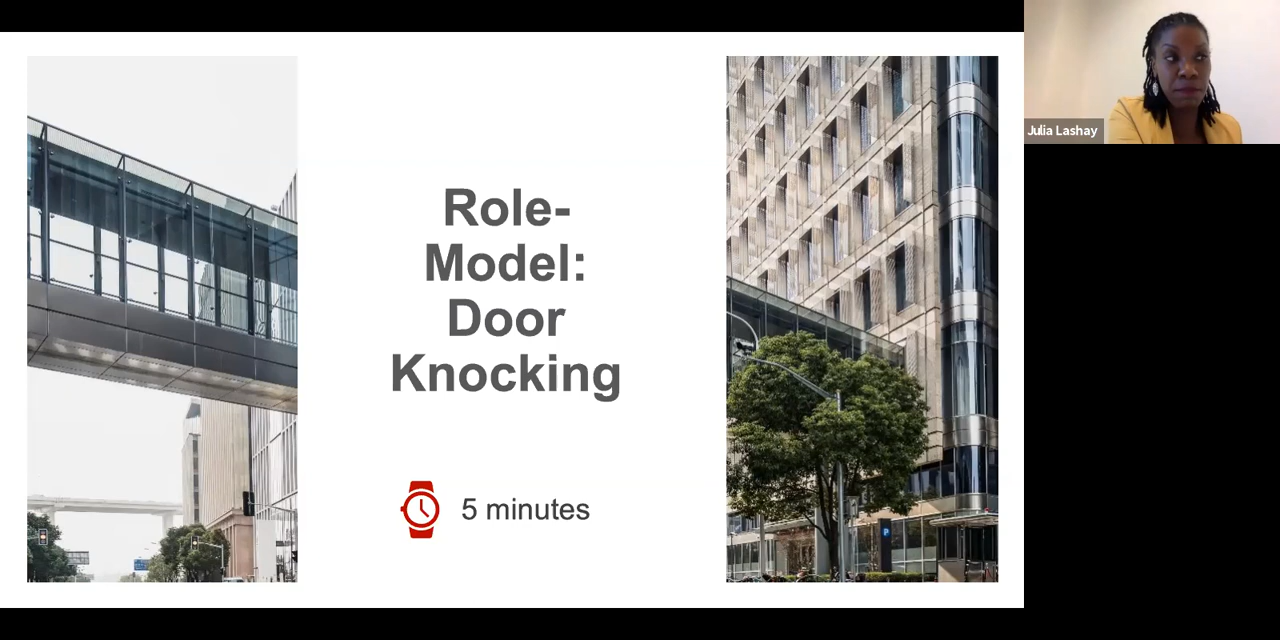 Role-
Model:
Door
Knocking
5 minutes
Julia Lashay
P